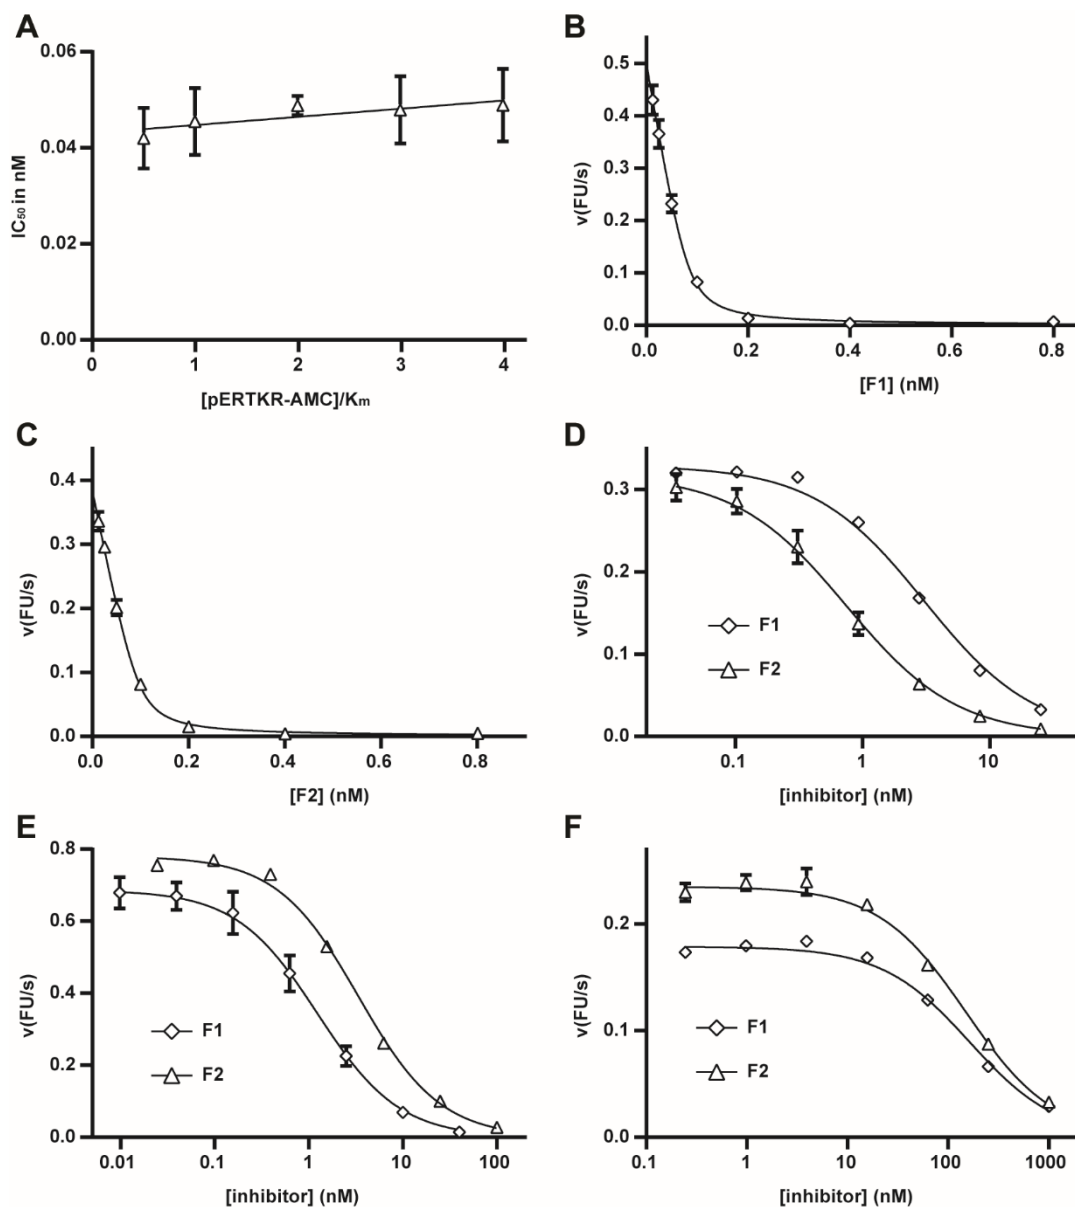 A
0.06
0.04
0.02
0.00
IC₅₀ in nM
0 1 2 3 4
[pERTKR-AMC]/Kₘ
B
0.5
0.4
0.3
0.2
0.1
0.0
v(FU/s)
0.0 0.2 0.4 0.6 0.8
[F1] (nM)
C
0.4
0.3
0.2
0.1
0.0
v(FU/s)
0.0 0.2 0.4 0.6 0.8
[F2] (nM)
D
0.3
0.2
0.1
0.0
v(FU/s)
F1
F2
0.1 1 10
[inhibitor] (nM)
E
0.8
0.6
0.4
0.2
0.0
v(FU/s)
F1
F2
0.01 0.1 1 10 100
[inhibitor] (nM)
F
0.2
0.1
0.0
v(FU/s)
F1
F2
0.1 1 10 100 1000
[inhibitor] (nM)